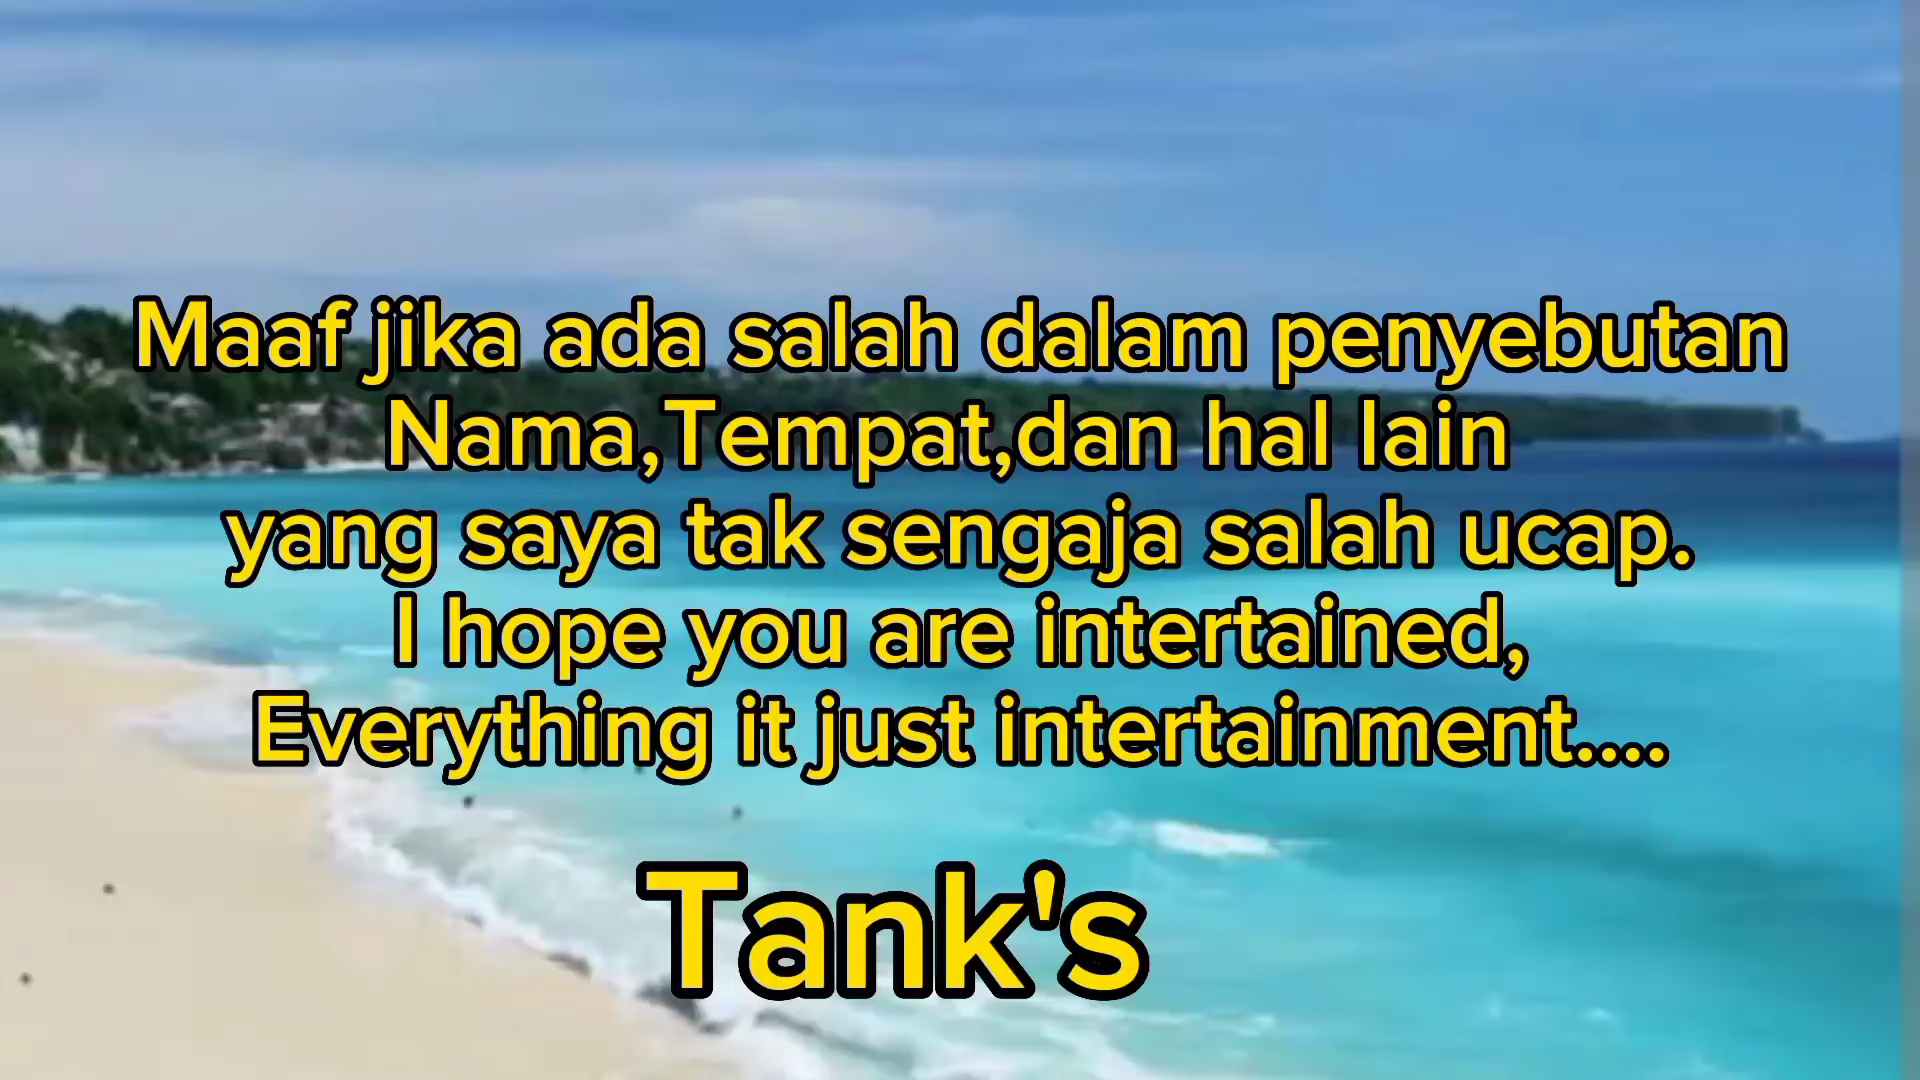 Maaf jika ada salah dalam penyebutan
Nama,Tempat,dan hal lain
yang saya tak sengaja salah ucap.
I hope you are intertained,
Everything it just intertainment....
Tank's